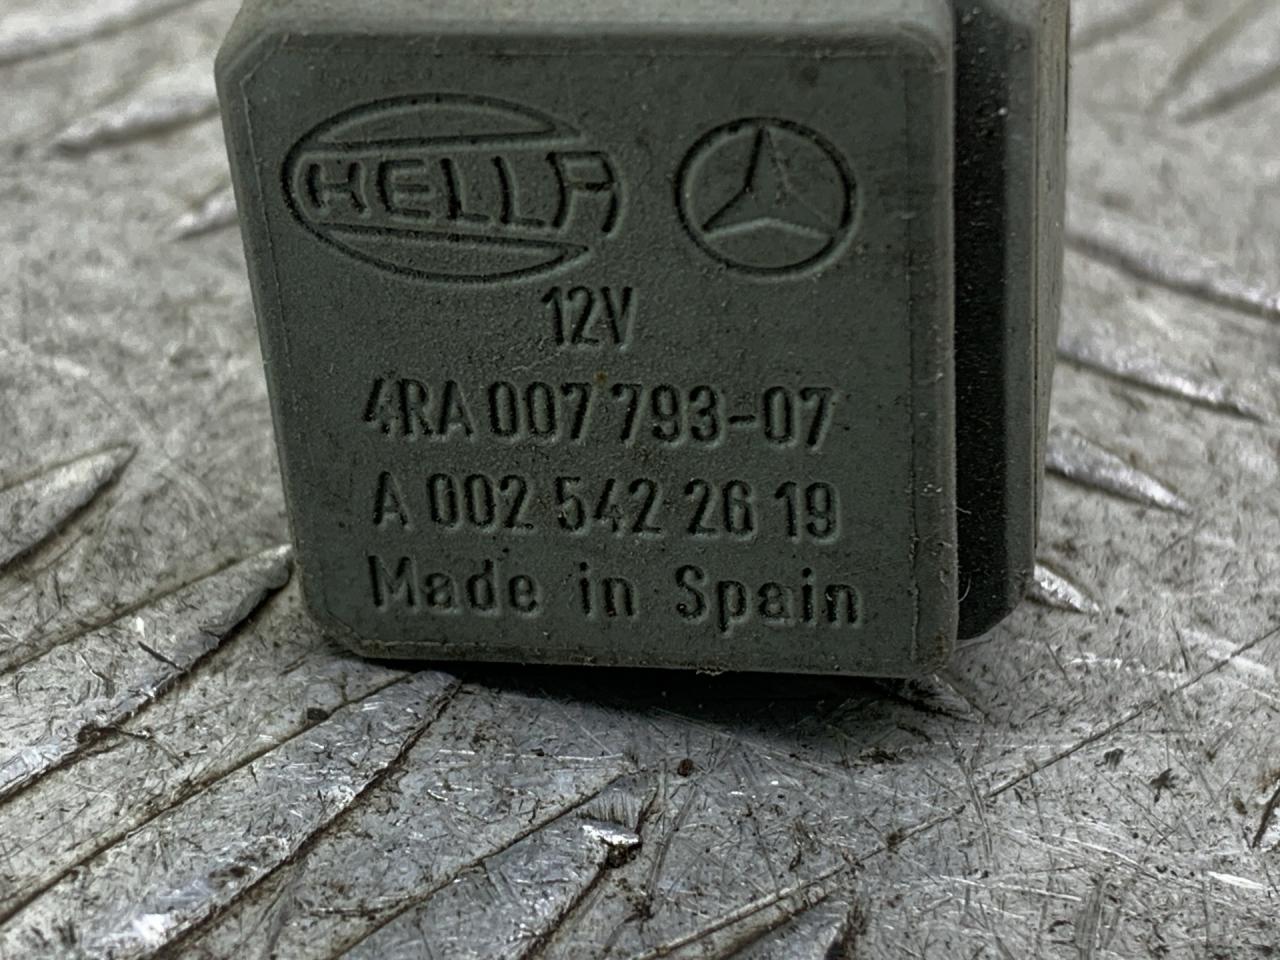 HELLA
12V
4RA 007 793-07
A 002 542 26 19
Made in Spain